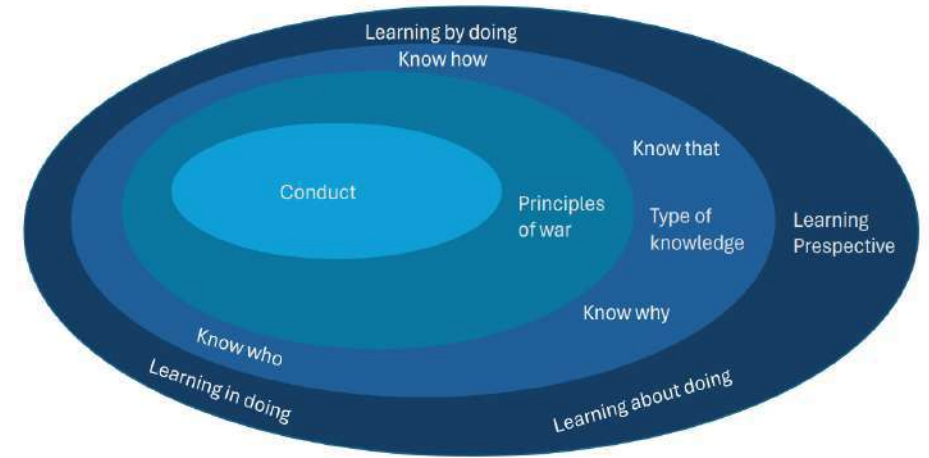 Learning by doing
Know how
Know that
Conduct
Principles
of war
Type of
knowledge
Learning
Prespective
Know why
Know who
Learning in doing
Learning about doing